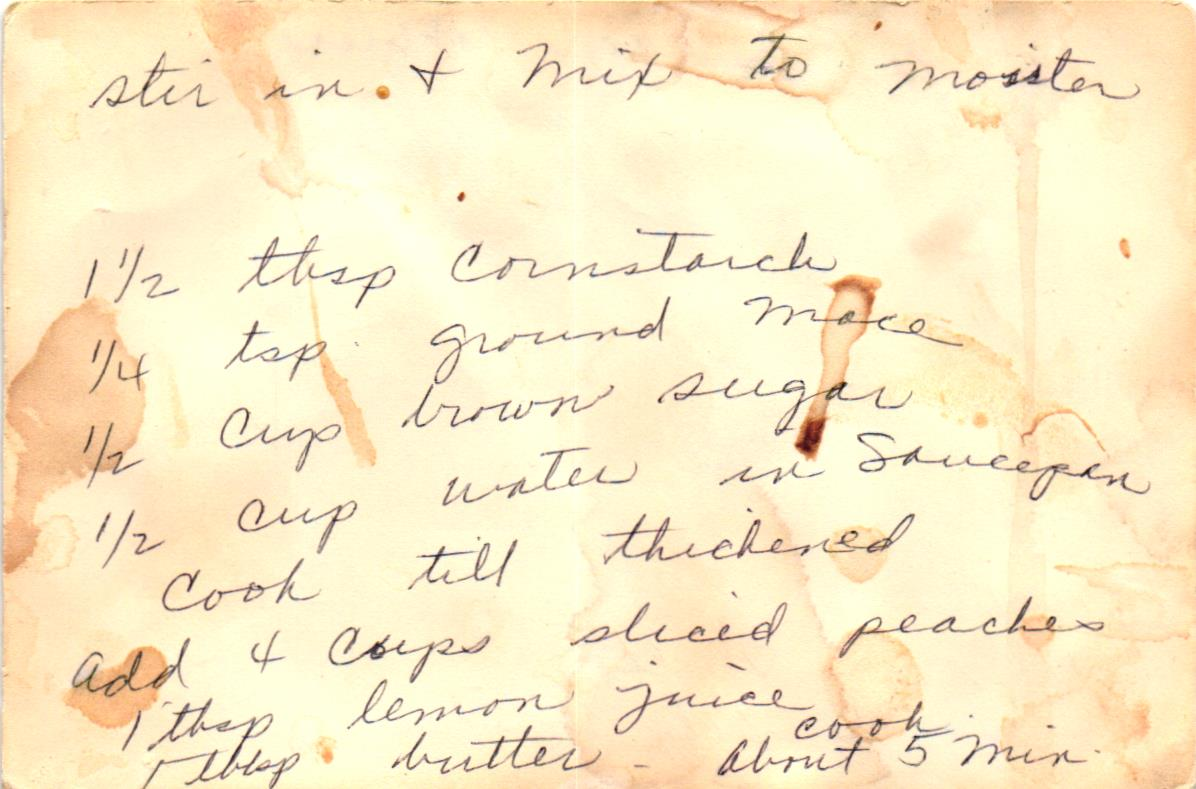 stir in & mix to moisten
1 1/2 tbsp cornstarch
1/4 tsp ground mace
1/2 cup brown sugar
1/2 cup water in Saucepan
Cook till thickened
add 4 cups sliced peaches
1 tbsp lemon juice
1 tbsp butter - cook about 5 min.